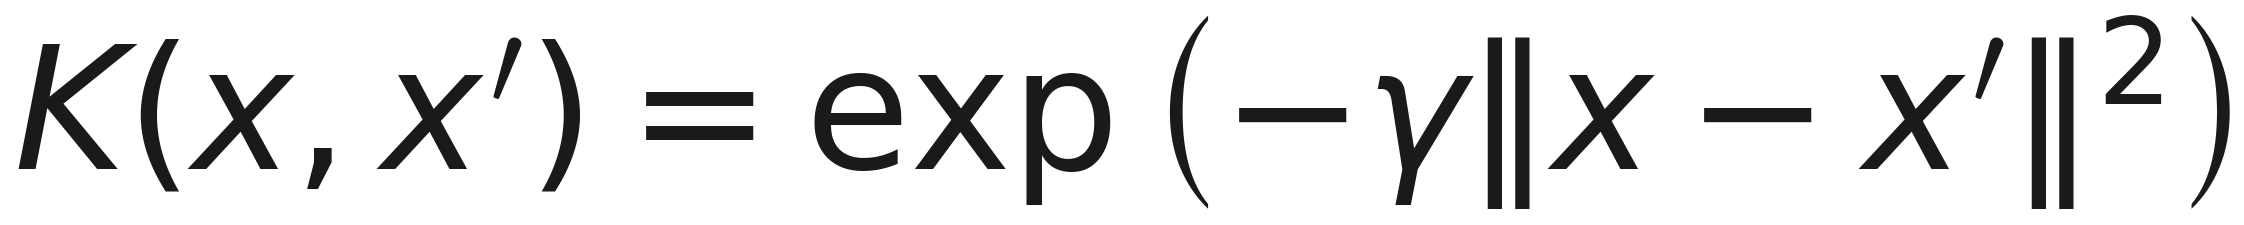 K(x, x′) = exp(−γ‖x − x′‖²)